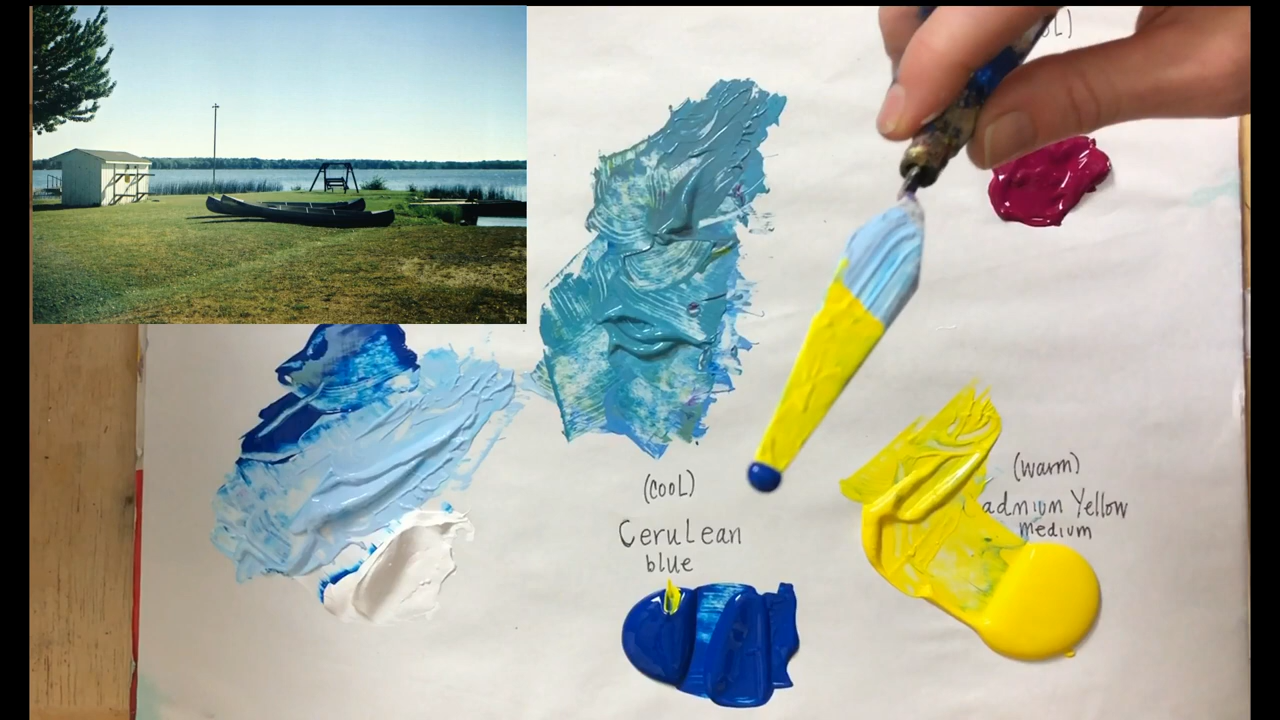 (COOL)
Cerulean
blue
(warm)
admium Yellow
medium